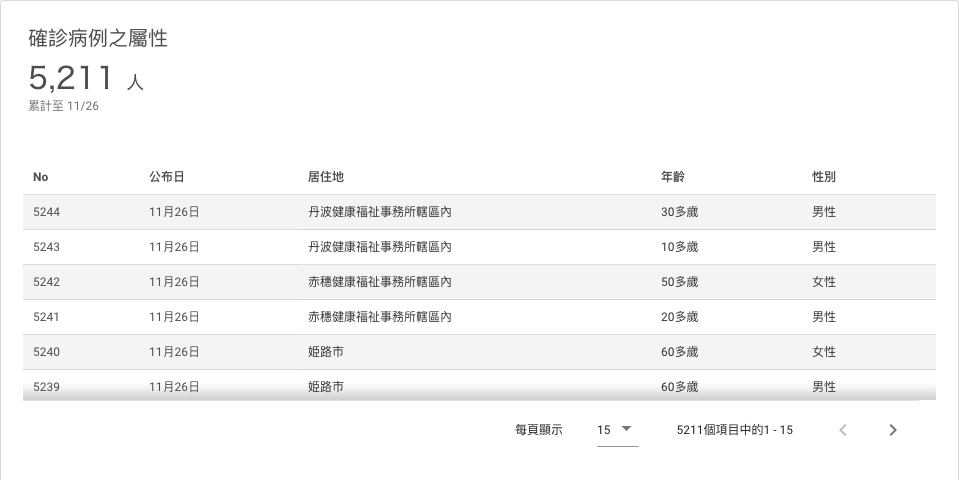 確診病例之屬性
5,211 人
累計至 11/26
No 公布日 居住地 年齡 性別
5244 11月26日 丹波健康福祉事務所轄區內 30多歲 男性
5243 11月26日 丹波健康福祉事務所轄區內 10多歲 男性
5242 11月26日 赤穗健康福祉事務所轄區內 50多歲 女性
5241 11月26日 赤穗健康福祉事務所轄區內 20多歲 男性
5240 11月26日 姫路市 60多歲 女性
5239 11月26日 姫路市 60多歲 男性
每頁顯示 15 5211個項目中的1 - 15